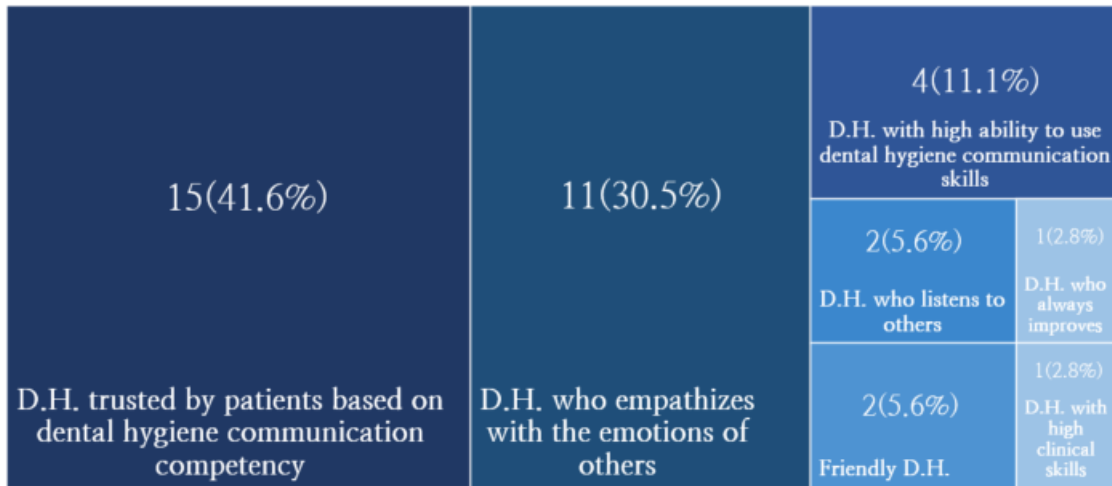 15(41.6%)
D.H. trusted by patients based on
dental hygiene communication
competency
11(30.5%)
D.H. who empathizes
with the emotions of
others
4(11.1%)
D.H. with high ability to use
dental hygiene communication
skills
2(5.6%)
D.H. who listens to
others
1(2.8%)
D.H. who
always
improves
2(5.6%)
Friendly D.H.
1(2.8%)
D.H. with
high
clinical
skills